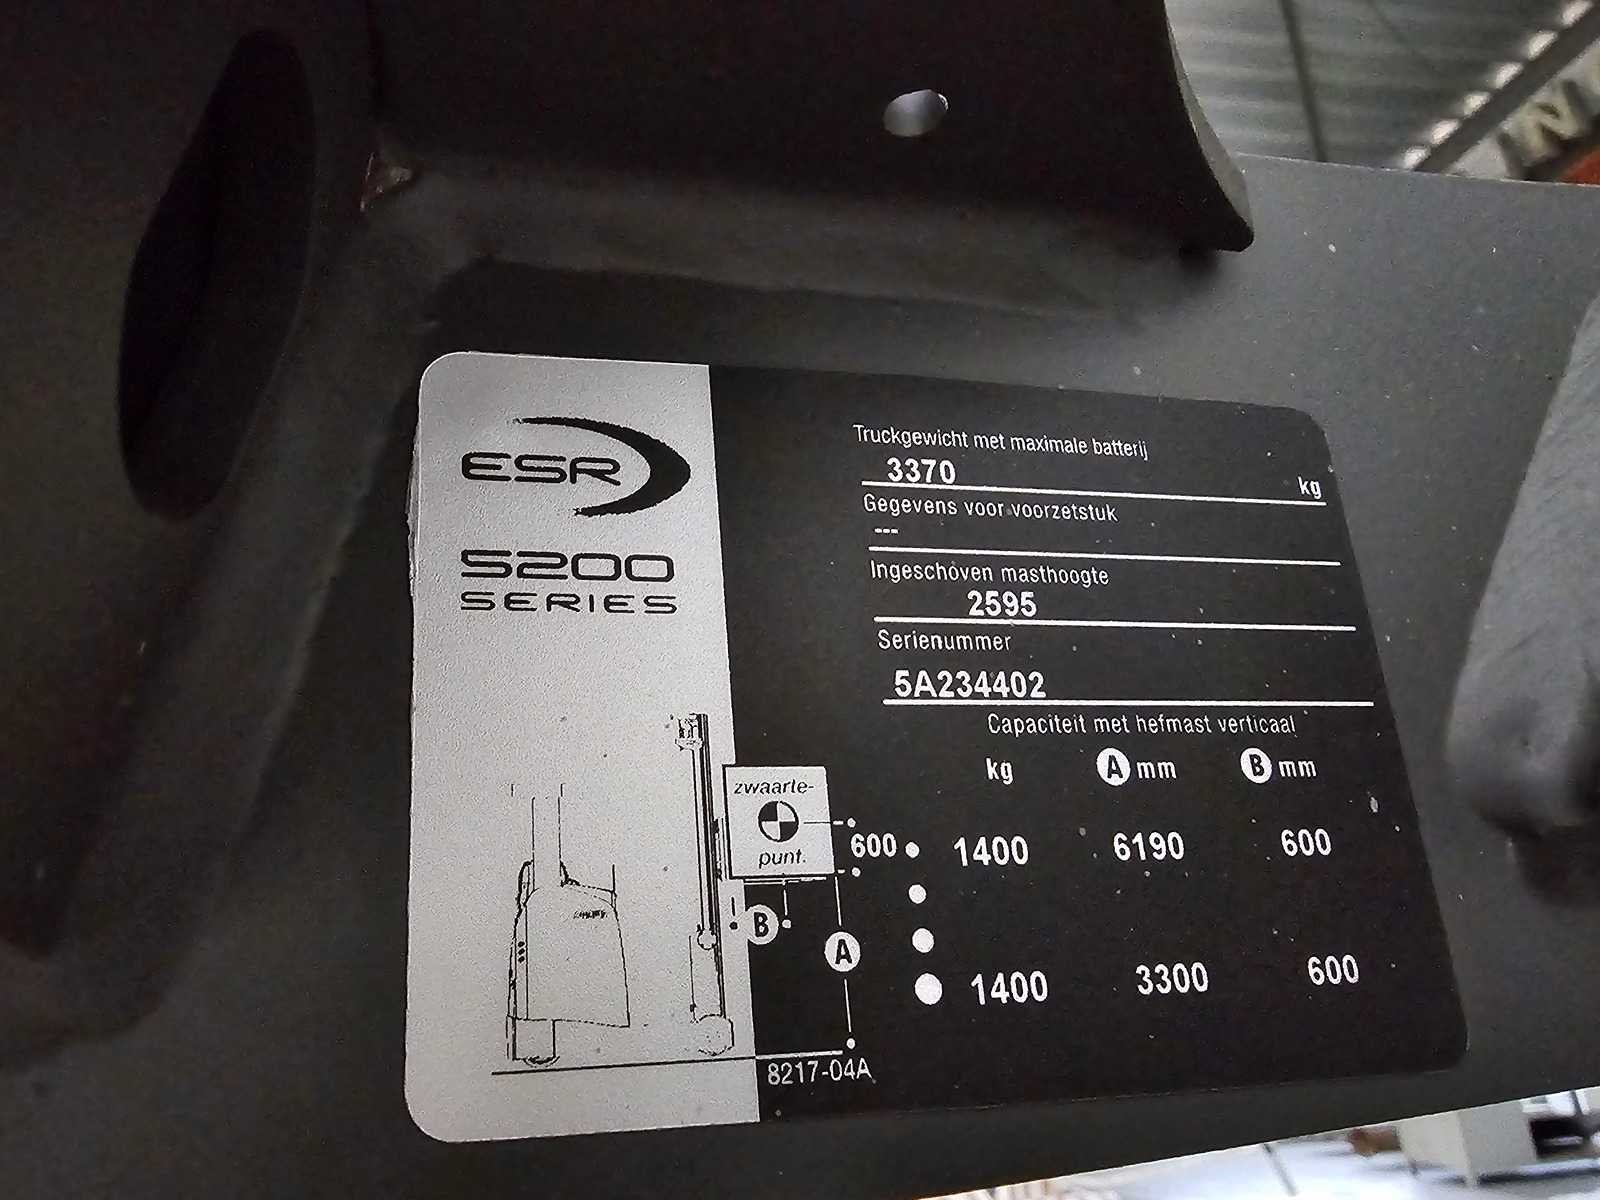 ESR
5200
SERIES
Truckgewicht met maximale batterij
3370 kg
Gegevens voor voorzetstuk
---
Ingeschoven masthoogte
2595
Serienummer
5A234402
Capaciteit met hefmast verticaal
kg A mm B mm
zwaarte-
punt.
600 1400 6190 600
B
A
1400 3300 600
8217-04A